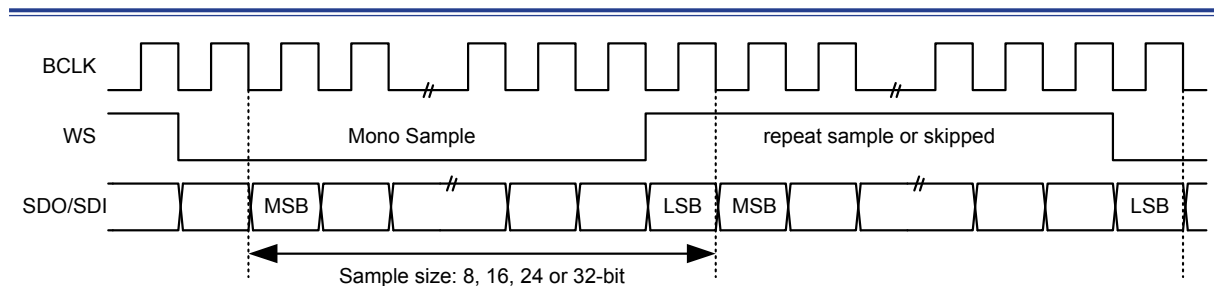 BCLK
WS
Mono Sample
repeat sample or skipped
SDO/SDI
MSB
LSB
MSB
LSB
Sample size: 8, 16, 24 or 32-bit